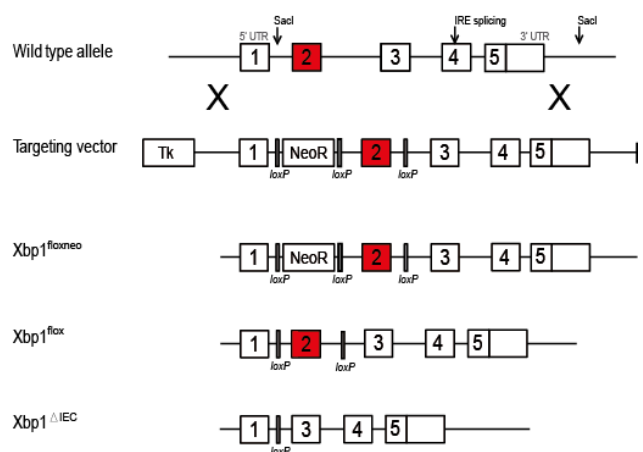 SacI IRE splicing SacI
5' UTR 3' UTR
Wild type allele 1 2 3 4 5
X X
Targeting vector Tk 1 NeoR 2 3 4 5
loxP loxP loxP
Xbp1floxneo 1 NeoR 2 3 4 5
loxP loxP loxP
Xbp1flox 1 2 3 4 5
loxP loxP
Xbp1△IEC 1 3 4 5
loxP